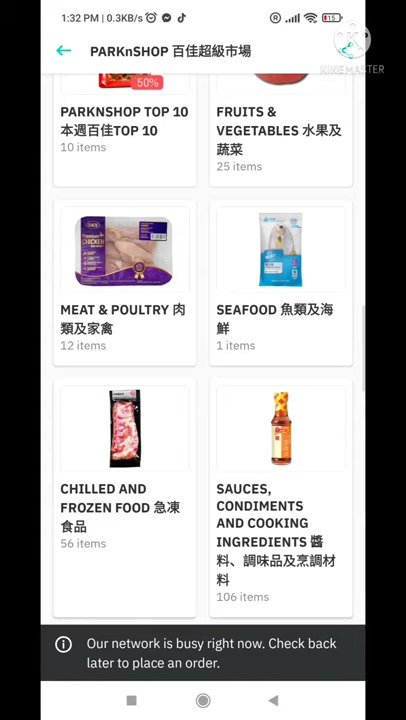 1:32 PM | 0.3KB/s
15
PARKnSHOP 百佳超級市場
KINEMASTER
50%
PARKNSHOP TOP 10
本週百佳TOP 10
10 items
FRUITS &
VEGETABLES 水果及
蔬菜
25 items
MEAT & POULTRY 肉
類及家禽
12 items
SEAFOOD 魚類及海
鮮
1 items
CHILLED AND
FROZEN FOOD 急凍
食品
56 items
SAUCES,
CONDIMENTS
AND COOKING
INGREDIENTS 醬
料、調味品及烹調材
料
106 items
Our network is busy right now. Check back
later to place an order.